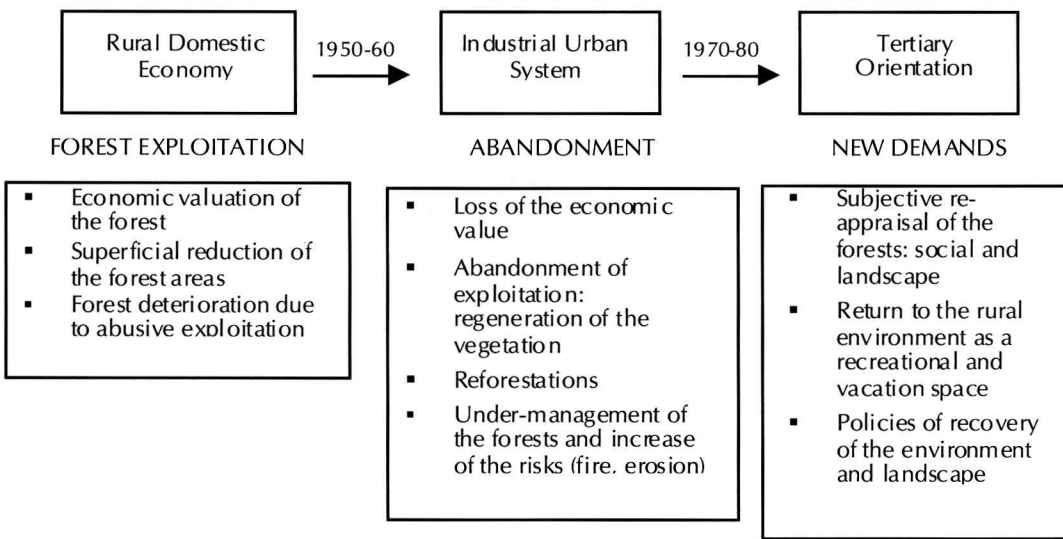 Rural Domestic
Economy
1950-60
Industrial Urban
System
1970-80
Tertiary
Orientation
FOREST EXPLOITATION
ABANDONMENT
NEW DEMANDS
▪ Economic valuation of
the forest
▪ Superficial reduction of
the forest areas
▪ Forest deterioration due
to abusive exploitation
▪ Loss of the economic
value
▪ Abandonment of
exploitation:
regeneration of the
vegetation
▪ Reforestations
▪ Under-management of
the forests and increase
of the risks (fire, erosion)
▪ Subjective re-
appraisal of the
forests: social and
landscape
▪ Return to the rural
environment as a
recreational and
vacation space
▪ Policies of recovery
of the environment
and landscape